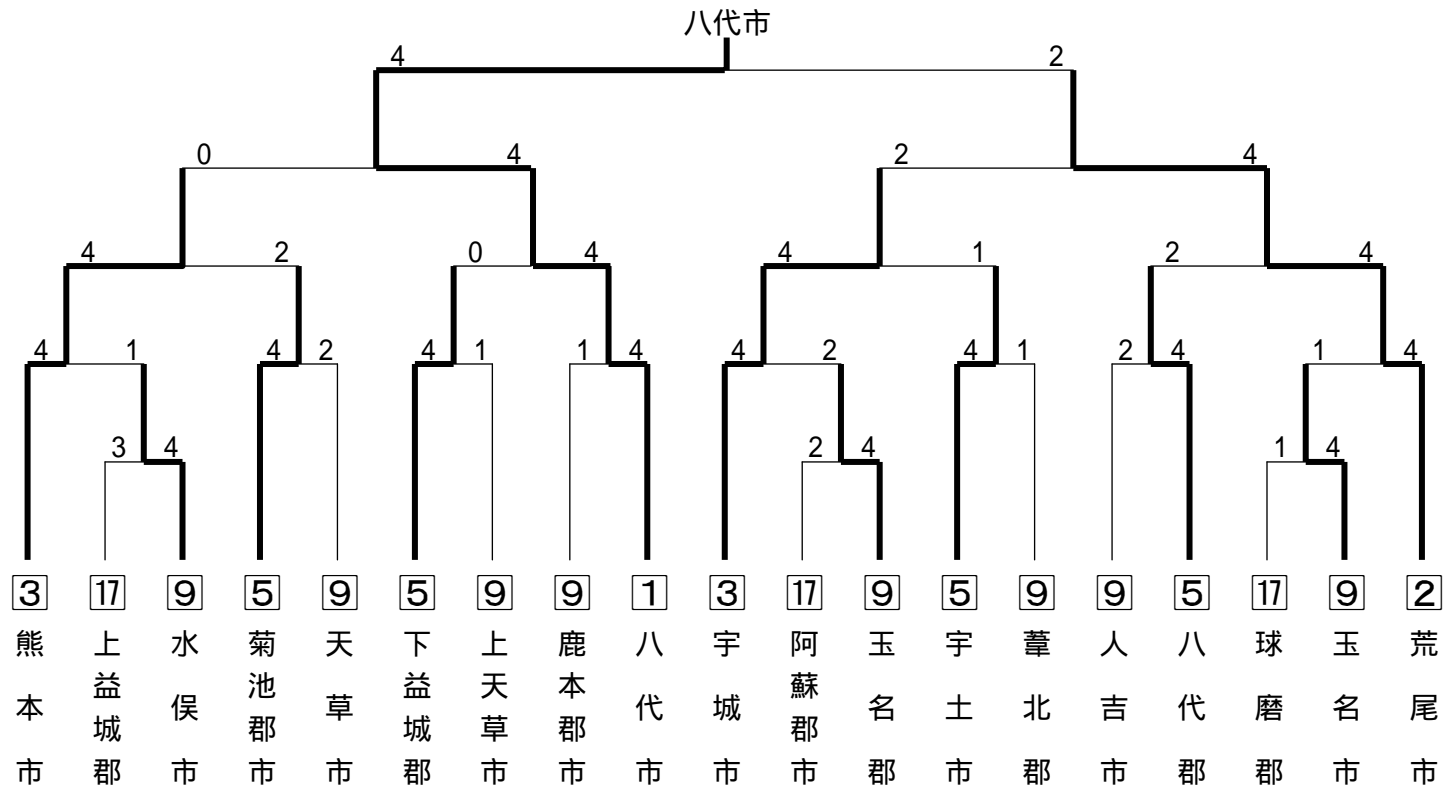 八代市
4 2
0 4 2 4
4 2 0 4 4 1 2 4
4 1 4 2 4 1 1 4 4 2 4 1 2 4 1 4
3 4 2 4 1 4
3 17 9 5 9 5 9 9 1 3 17 9 5 9 9 5 17 9 2
熊本市
上益城郡
水俣市
菊池郡市
天草市
下益城郡
上天草市
鹿本郡市
八代市
宇城市
阿蘇郡市
玉名郡
宇土市
葦北郡
人吉市
八代郡
球磨郡
玉名市
荒尾市